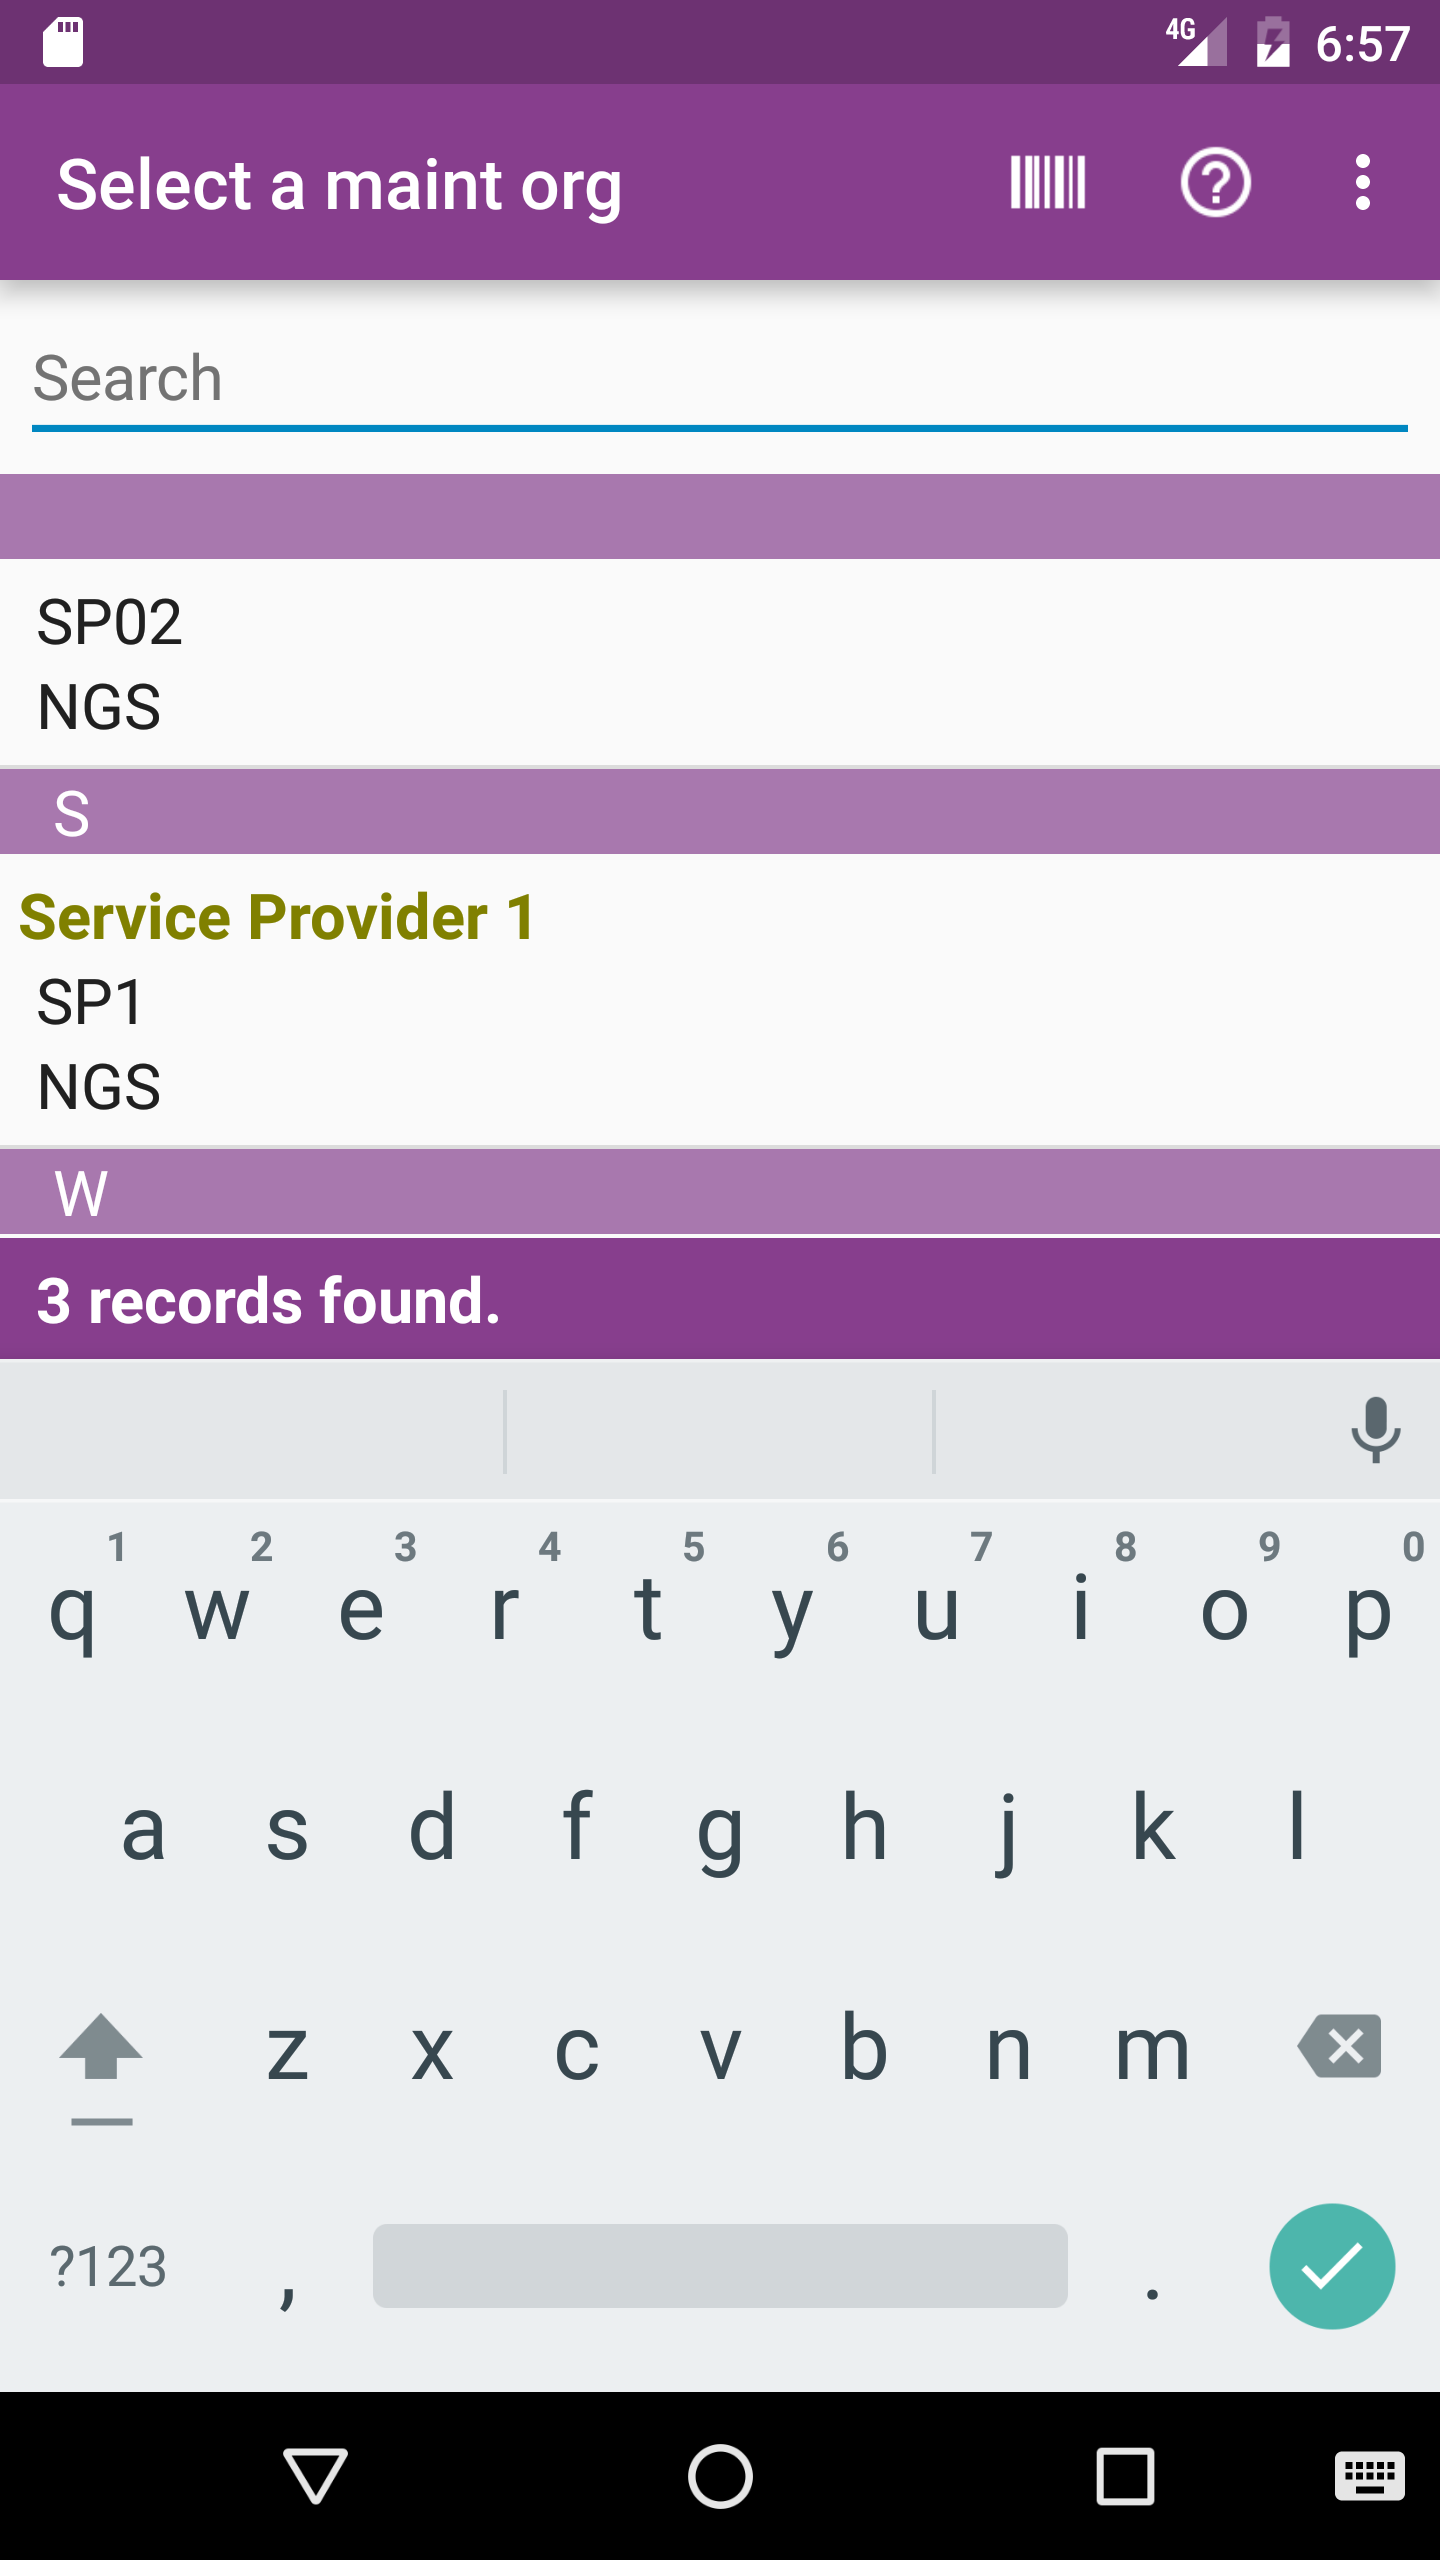 4G 6:57
Select a maint org
Search
SP02
NGS
S
Service Provider 1
SP1
NGS
W
3 records found.
1 2 3 4 5 6 7 8 9 0
q w e r t y u i o p
a s d f g h j k l
z x c v b n m
?123 , .